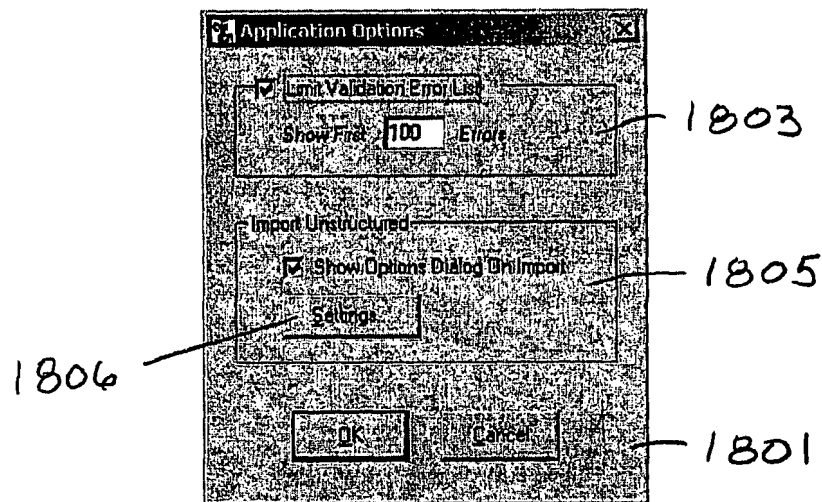 Application Options
Limit Validation Error List
Show First 100 Errors
1803
Import Unstructured
Show Options Dialog On Import
1805
Settings
1806
OK Cancel
1801